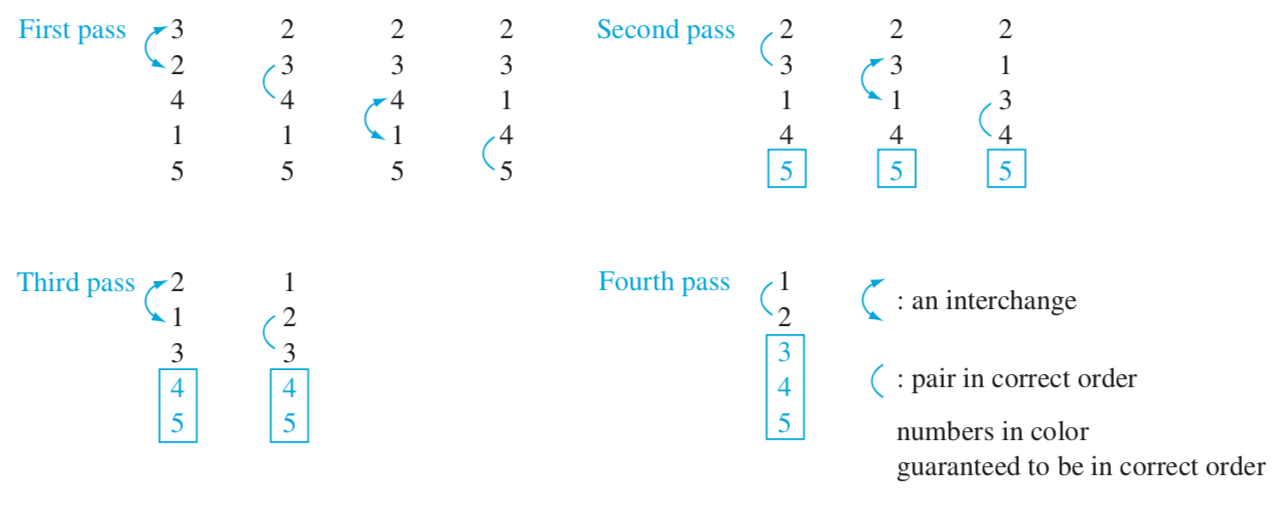 First pass 3 2 2 2
2 3 3 3
4 4 4 1
1 1 1 4
5 5 5 5
Second pass 2 2 2
3 3 1
1 1 3
4 4 4
5 5 5
Third pass 2 1
1 2
3 3
4 4
5 5
Fourth pass 1
2
3
4
5
: an interchange
: pair in correct order
numbers in color
guaranteed to be in correct order